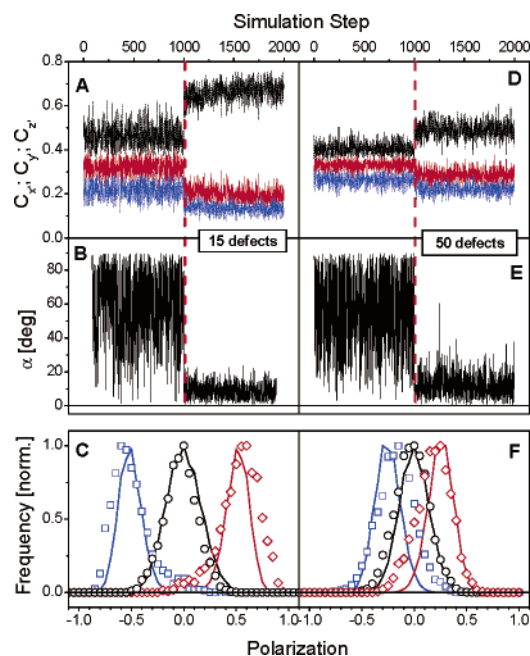 Simulation Step
0 500 1000 1500 2000 0 500 1000 1500 2000
0.8
A
D
0.6
0.4
0.2
0.0
Cx'; Cy'; Cz'
15 defects
50 defects
B
E
80
60
40
20
0
α [deg]
C
F
1.0
0.5
0.0
Frequency [norm.]
-1.0 -0.5 0.0 0.5 1.0 -1.0 -0.5 0.0 0.5 1.0
Polarization